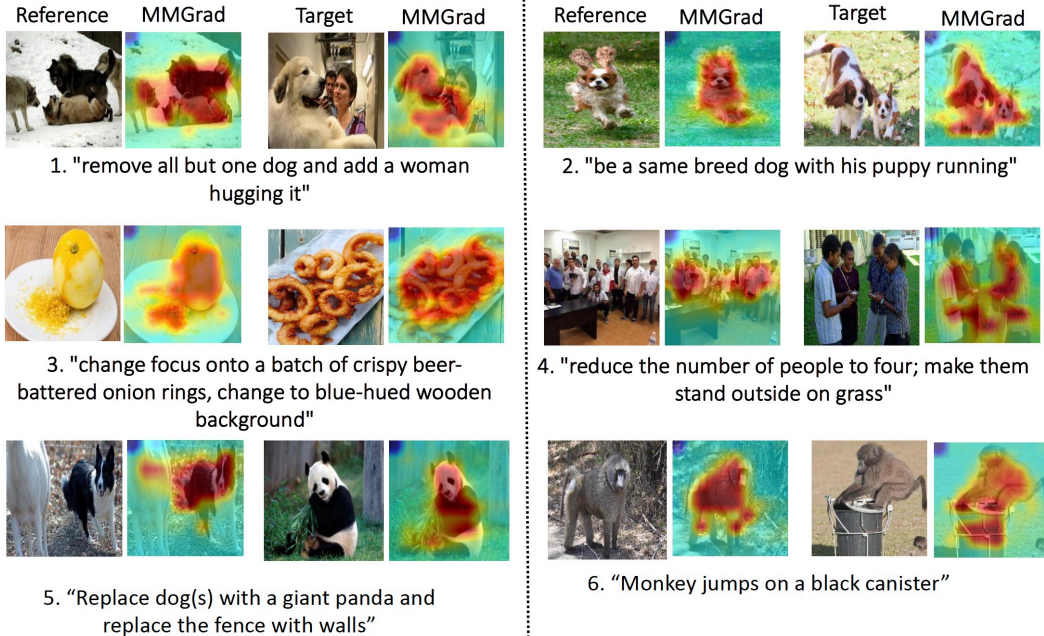 Reference MMGrad Target MMGrad
1. "remove all but one dog and add a woman
hugging it"
3. "change focus onto a batch of crispy beer-
battered onion rings, change to blue-hued wooden
background"
5. “Replace dog(s) with a giant panda and
replace the fence with walls”
Reference MMGrad Target MMGrad
2. "be a same breed dog with his puppy running"
4. "reduce the number of people to four; make them
stand outside on grass"
6. “Monkey jumps on a black canister”